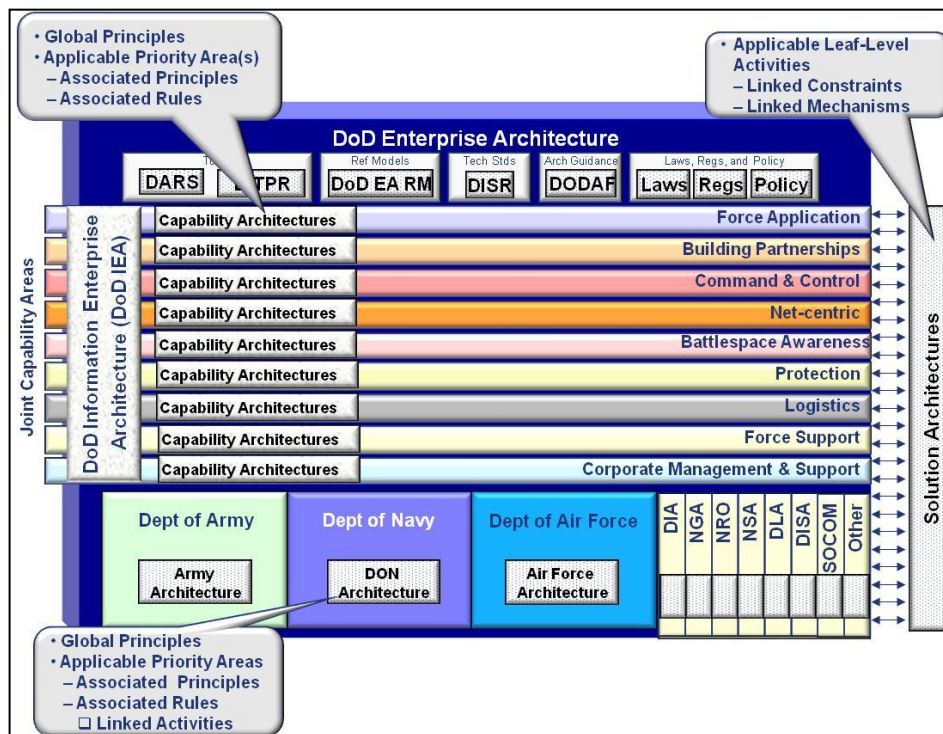 • Global Principles
• Applicable Priority Area(s)
– Associated Principles
– Associated Rules
• Applicable Leaf-Level
Activities
– Linked Constraints
– Linked Mechanisms
DoD Enterprise Architecture
Ref Models
Tech Stds
Arch Guidance
Laws, Regs, and Policy
DARS
DoD EA RM
DISR
DODAF
Laws
Regs
Policy
Joint Capability Areas
DoD Information Enterprise
Architecture (DoD IEA)
Capability Architectures Force Application
Capability Architectures Building Partnerships
Capability Architectures Command & Control
Capability Architectures Net-centric
Capability Architectures Battlespace Awareness
Capability Architectures Protection
Capability Architectures Logistics
Capability Architectures Force Support
Capability Architectures Corporate Management & Support
Solution Architectures
Dept of Army
Dept of Navy
Dept of Air Force
Army
Architecture
DON
Architecture
Air Force
Architecture
DIA
NGA
NRO
NSA
DLA
DISA
SOCOM
Other
• Global Principles
• Applicable Priority Areas
– Associated Principles
– Associated Rules
❑ Linked Activities